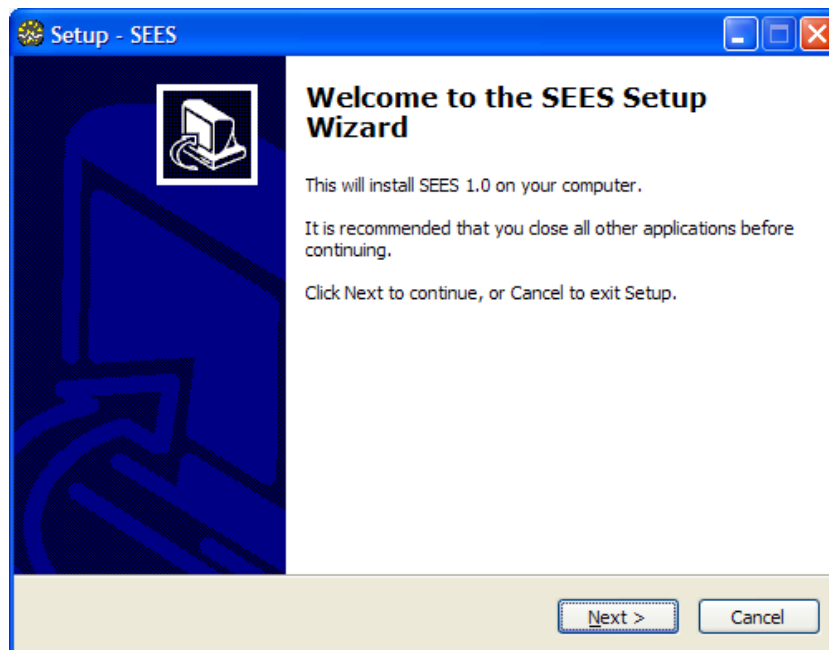 Setup - SEES
Welcome to the SEES Setup
Wizard
This will install SEES 1.0 on your computer.
It is recommended that you close all other applications before
continuing.
Click Next to continue, or Cancel to exit Setup.
Next >
Cancel